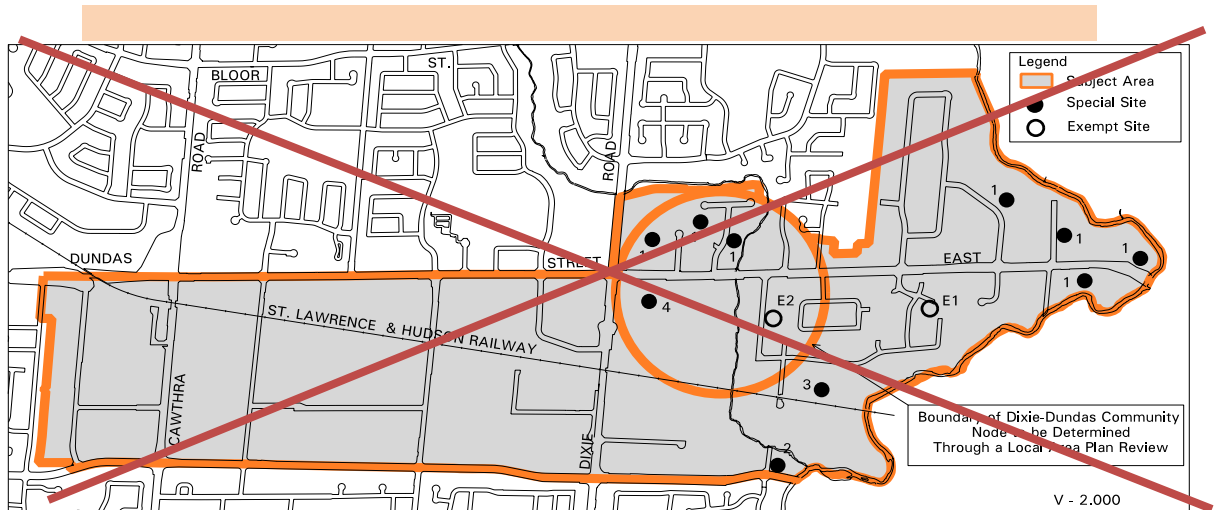 Legend
Subject Area
Special Site
Exempt Site
BLOOR
ST.
ROAD
ROAD
DUNDAS
STREET
EAST
1
1
1
1
1
1
1
4
E2
E1
ST. LAWRENCE & HUDSON RAILWAY
3
2
CAWTHRA
DIXIE
Boundary of Dixie-Dundas Community
Node to be Determined
Through a Local Area Plan Review
V - 2.000